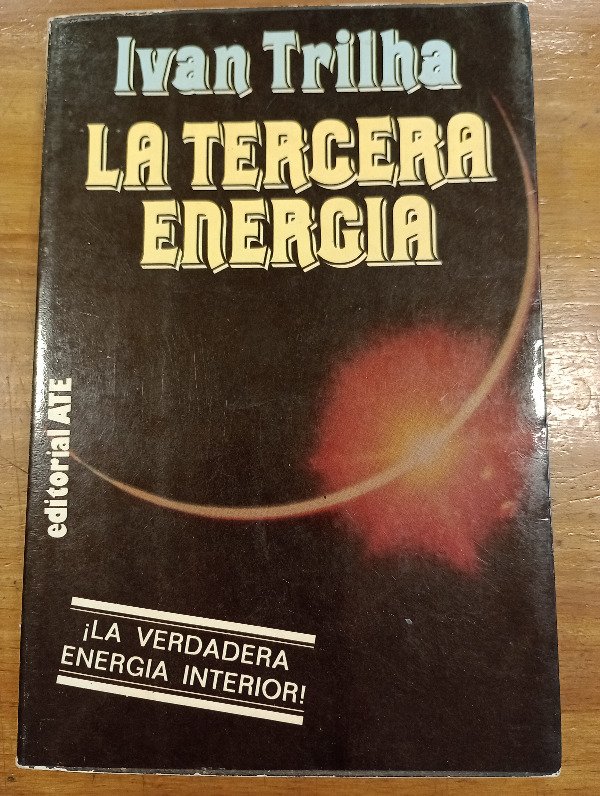 Ivan Trilha
LA TERCERA
ENERGIA
editorial ATE
¡LA VERDADERA
ENERGIA INTERIOR!